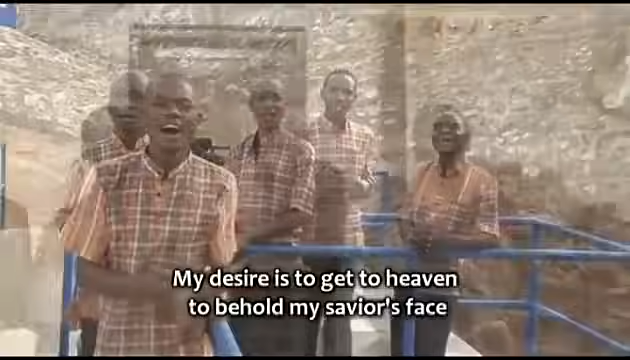 My desire is to get to heaven
to behold my savior's face